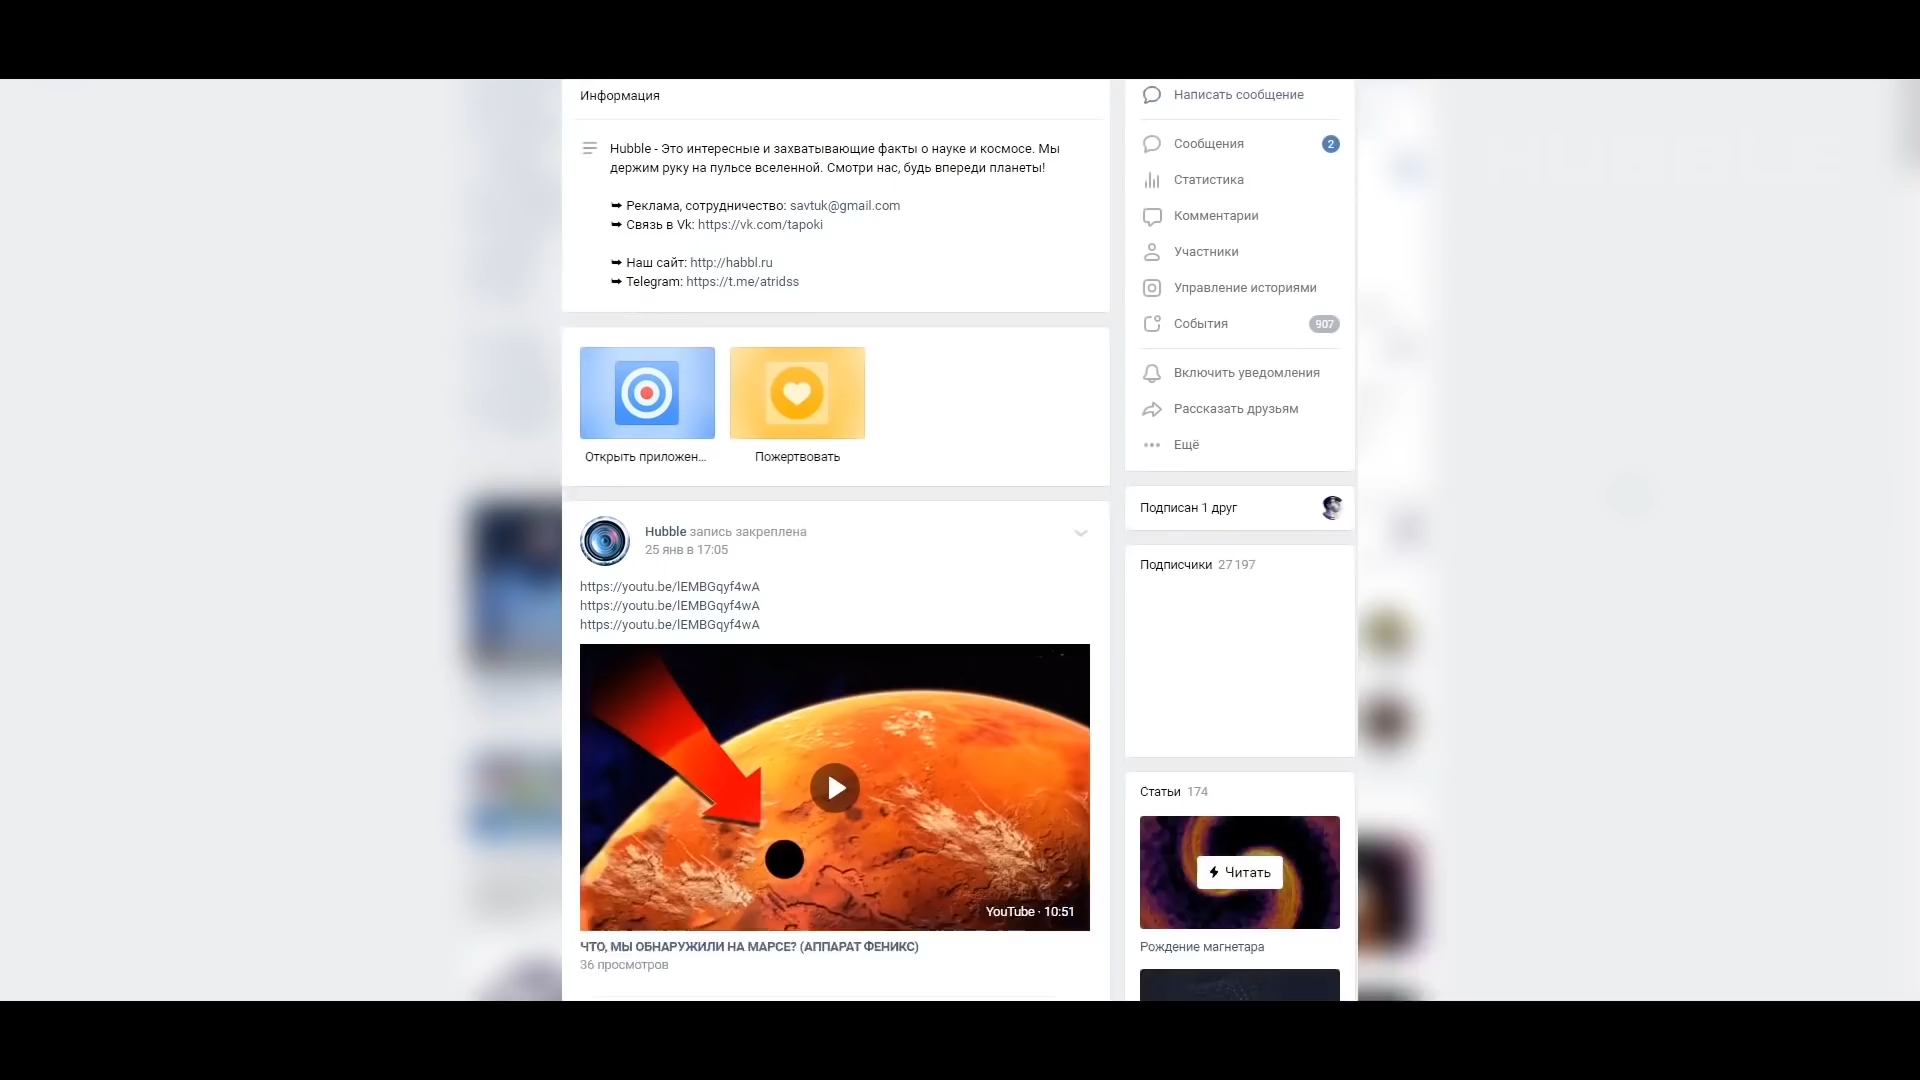 Информация
Hubble - Это интересные и захватывающие факты о науке и космосе. Мы
держим руку на пульсе вселенной. Смотри нас, будь впереди планеты!
➥ Реклама, сотрудничество: savtuk@gmail.com
➥ Связь в Vk: https://vk.com/tapoki
➥ Наш сайт: http://habbl.ru
➥ Telegram: https://t.me/atridss
Открыть приложен...
Пожертвовать
Hubble запись закреплена
25 янв в 17:05
https://youtu.be/lEMBGqyf4wA
https://youtu.be/lEMBGqyf4wA
https://youtu.be/lEMBGqyf4wA
YouTube · 10:51
ЧТО, МЫ ОБНАРУЖИЛИ НА МАРСЕ? (АППАРАТ ФЕНИКС)
36 просмотров
Написать сообщение
Сообщения 2
Статистика
Комментарии
Участники
Управление историями
События 907
Включить уведомления
Рассказать друзьям
Ещё
Подписан 1 друг
Подписчики 27 197
Статьи 174
Читать
Рождение магнетара